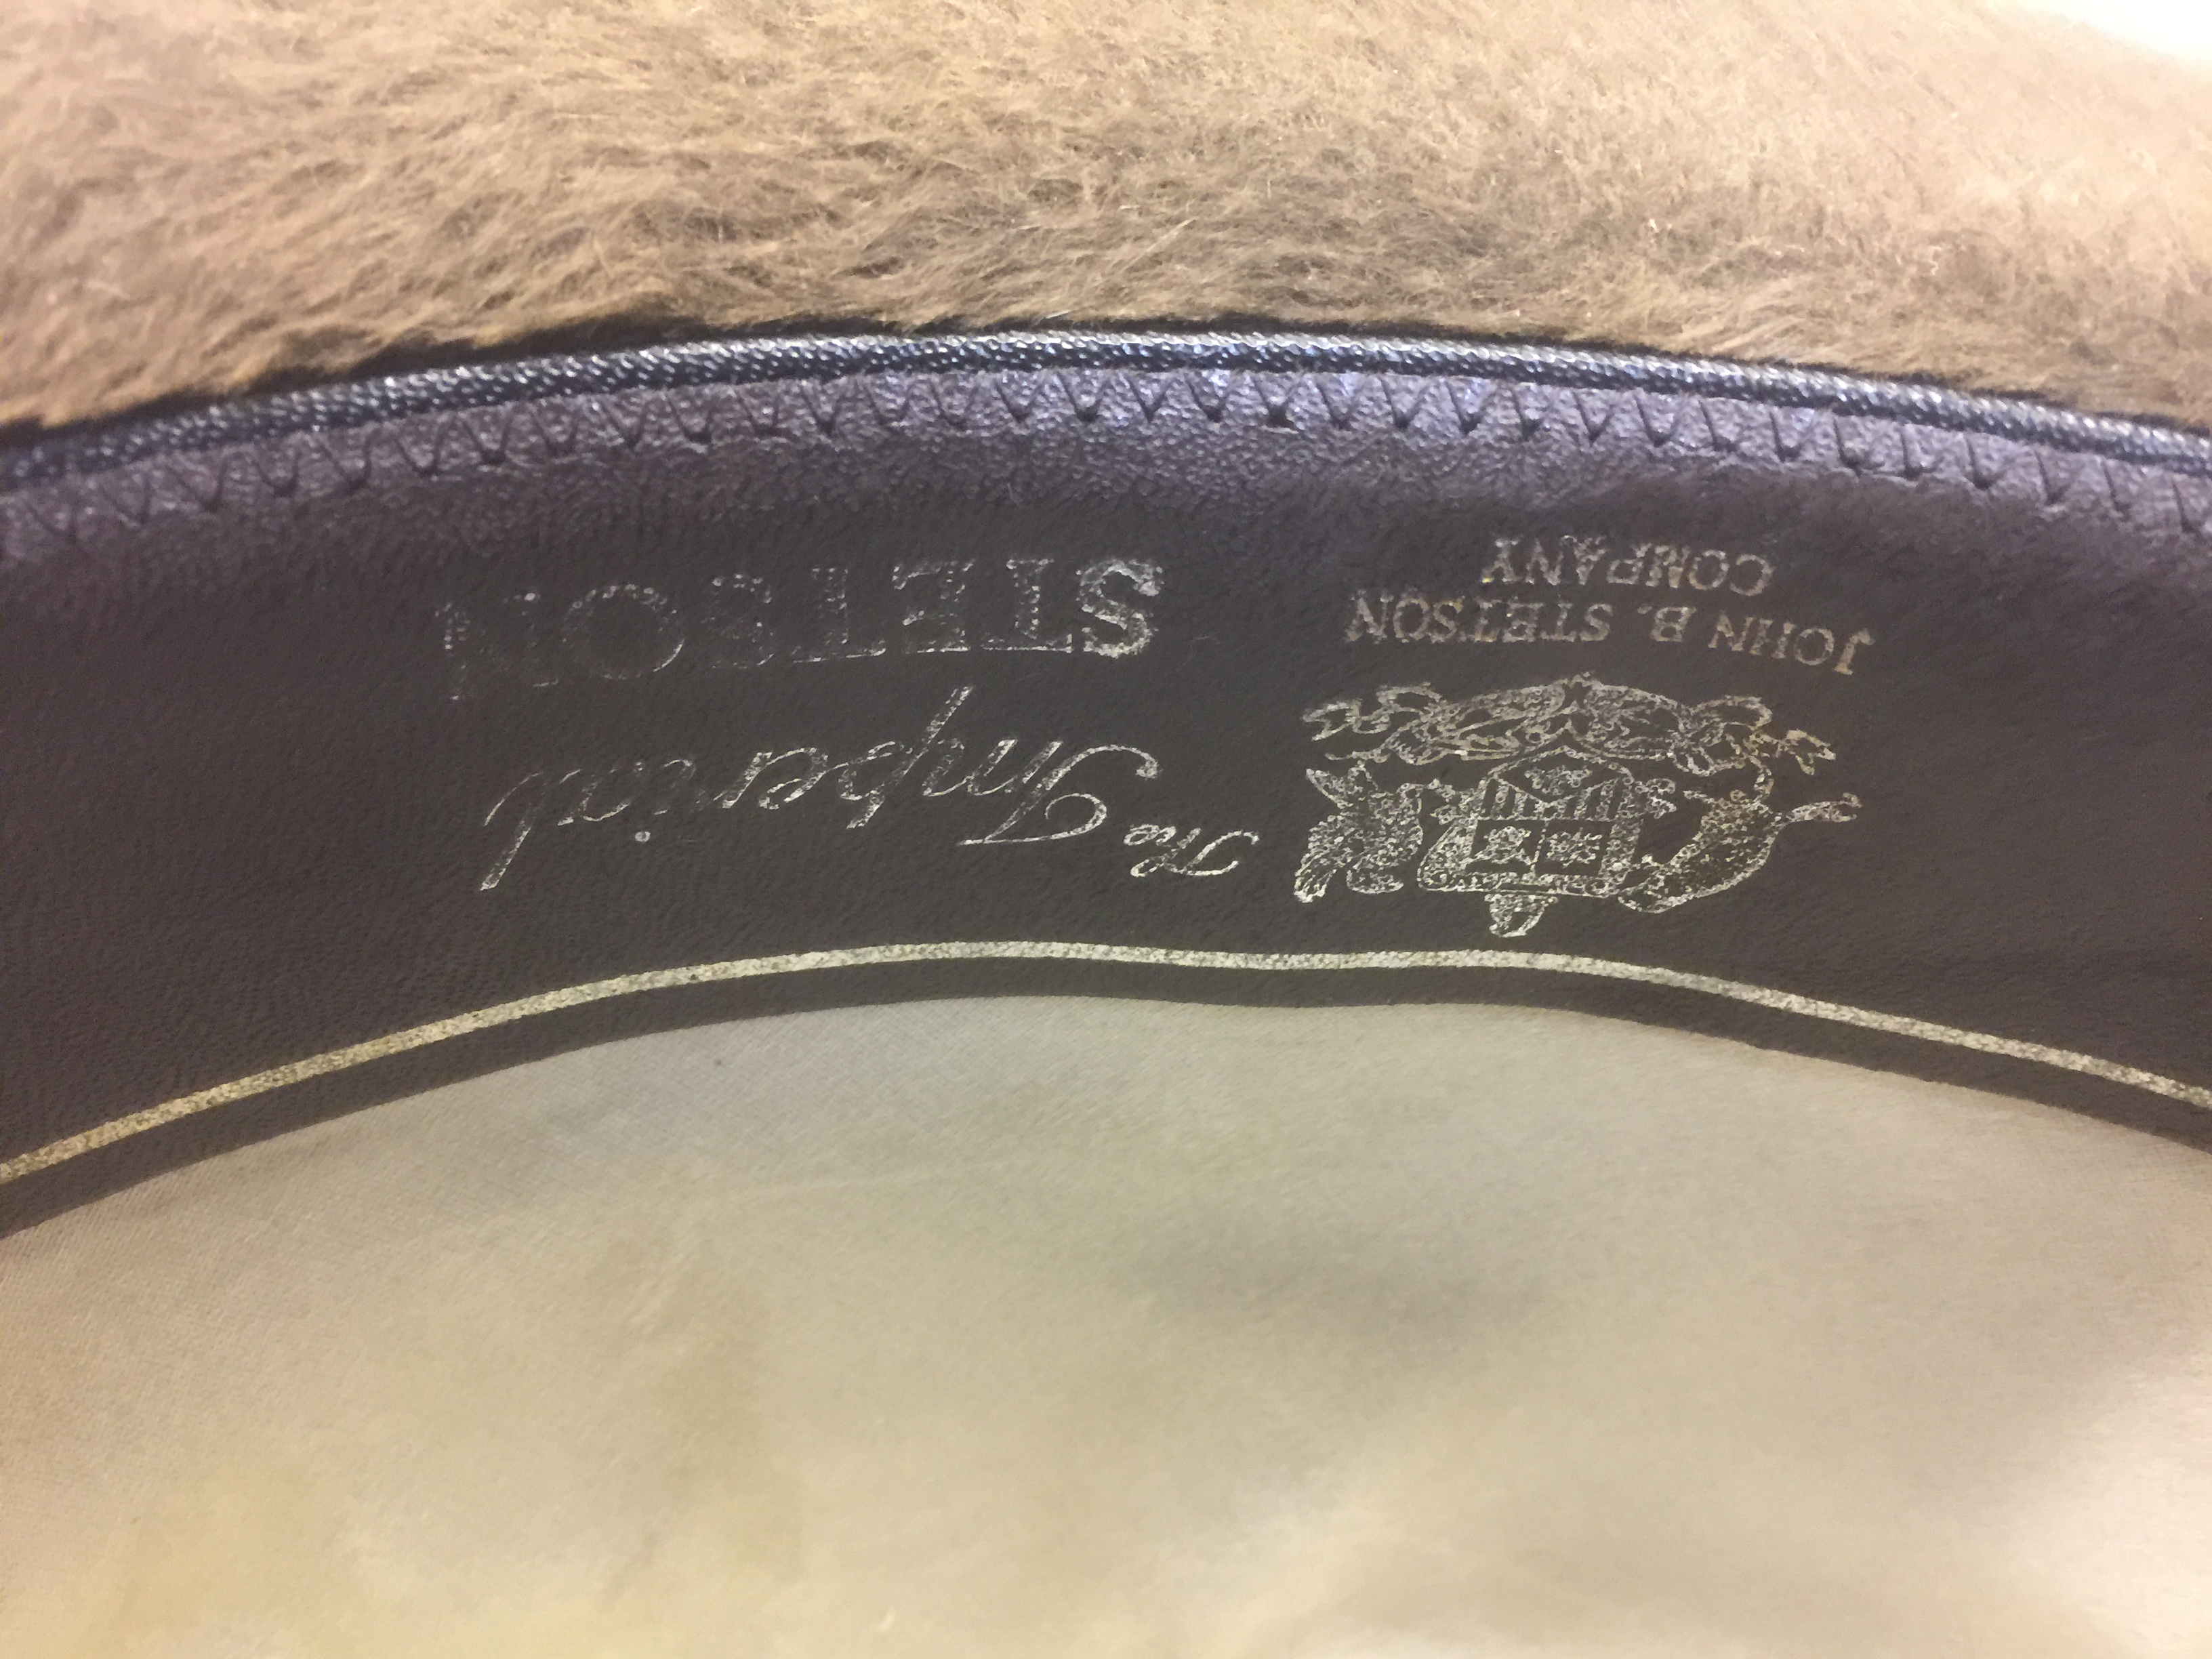 JOHN B. STETSON
COMPANY
The Imperial
STETSON